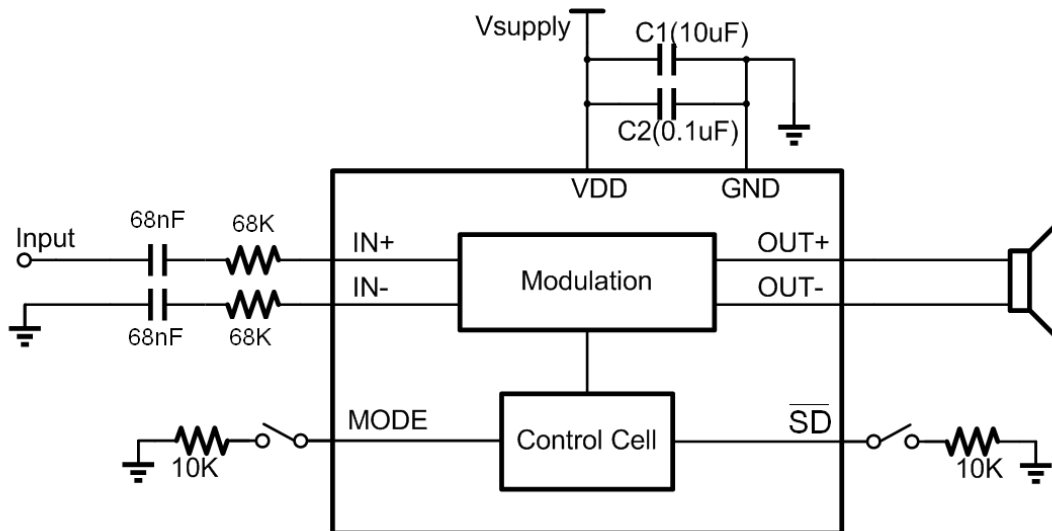 Vsupply
C1(10uF)
C2(0.1uF)
VDD
GND
Input
68nF
68K
IN+
OUT+
Modulation
IN-
OUT-
68nF
68K
MODE
Control Cell
SD
10K
10K